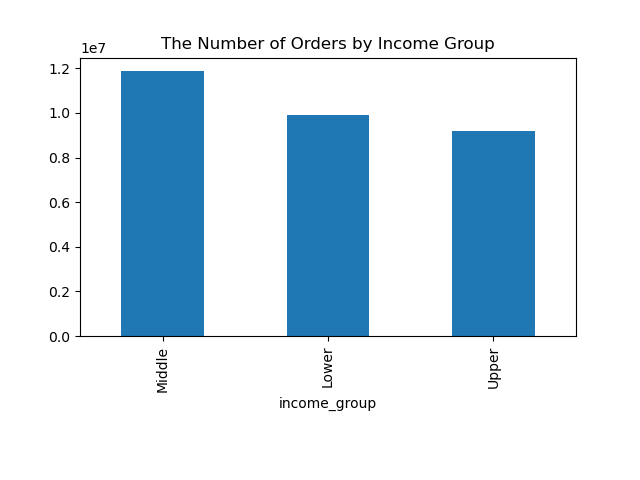 The Number of Orders by Income Group
1e7
1.2
1.0
0.8
0.6
0.4
0.2
0.0
Middle
Lower
Upper
income_group